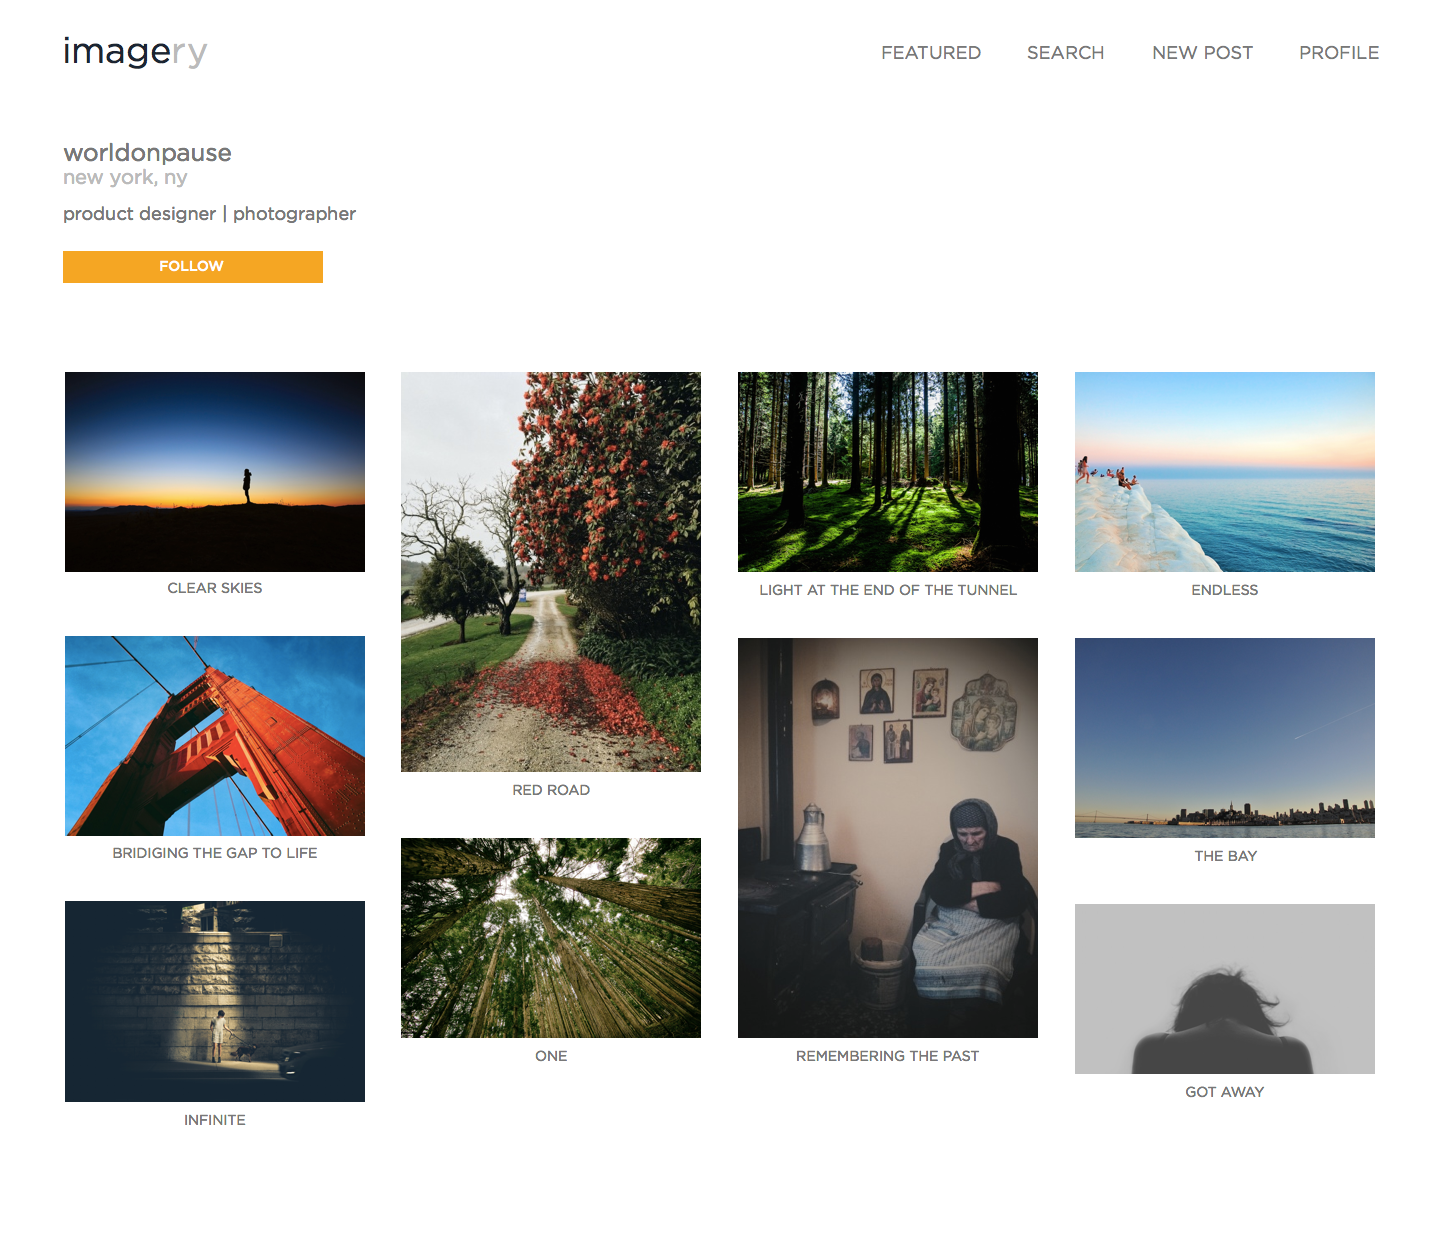 imagery
FEATURED SEARCH NEW POST PROFILE
worldonpause
new york, ny
product designer | photographer
FOLLOW
CLEAR SKIES
BRIDIGING THE GAP TO LIFE
INFINITE
RED ROAD
ONE
LIGHT AT THE END OF THE TUNNEL
REMEMBERING THE PAST
ENDLESS
THE BAY
GOT AWAY